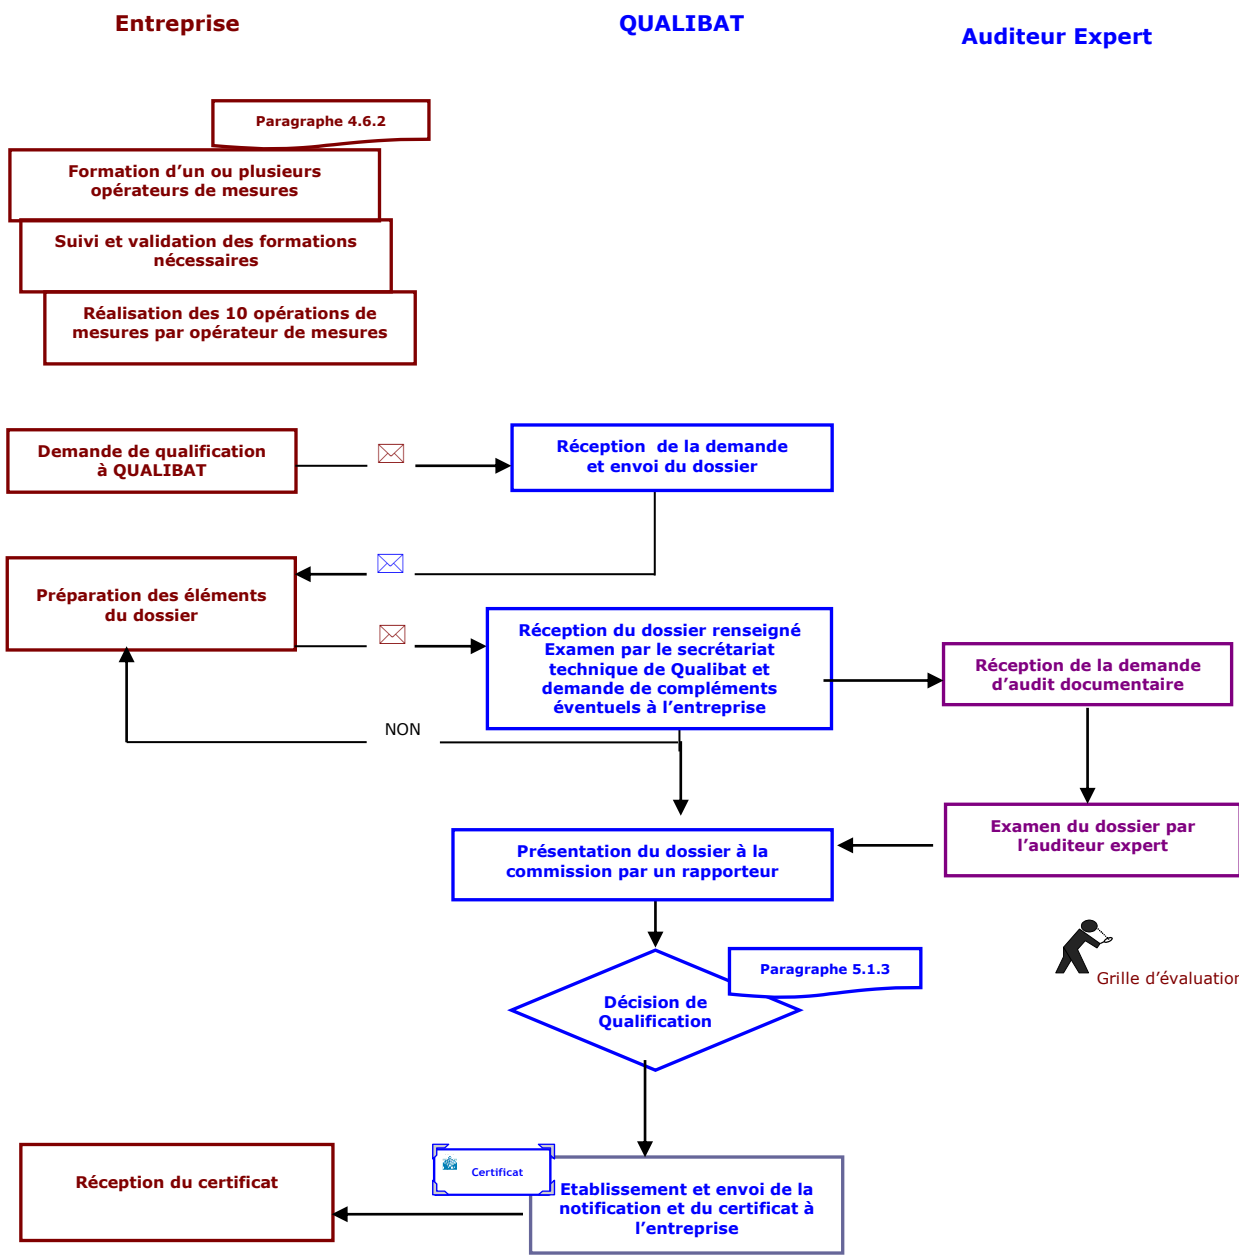 Entreprise
QUALIBAT
Auditeur Expert
Paragraphe 4.6.2
Formation d’un ou plusieurs
opérateurs de mesures
Suivi et validation des formations
nécessaires
Réalisation des 10 opérations de
mesures par opérateur de mesures
Demande de qualification
à QUALIBAT
Réception de la demande
et envoi du dossier
Préparation des éléments
du dossier
Réception du dossier renseigné
Examen par le secrétariat
technique de Qualibat et
demande de compléments
éventuels à l’entreprise
Réception de la demande
d’audit documentaire
NON
Examen du dossier par
l’auditeur expert
Présentation du dossier à la
commission par un rapporteur
Paragraphe 5.1.3
Grille d’évaluation
Décision de
Qualification
Certificat
Réception du certificat
Etablissement et envoi de la
notification et du certificat à
l’entreprise